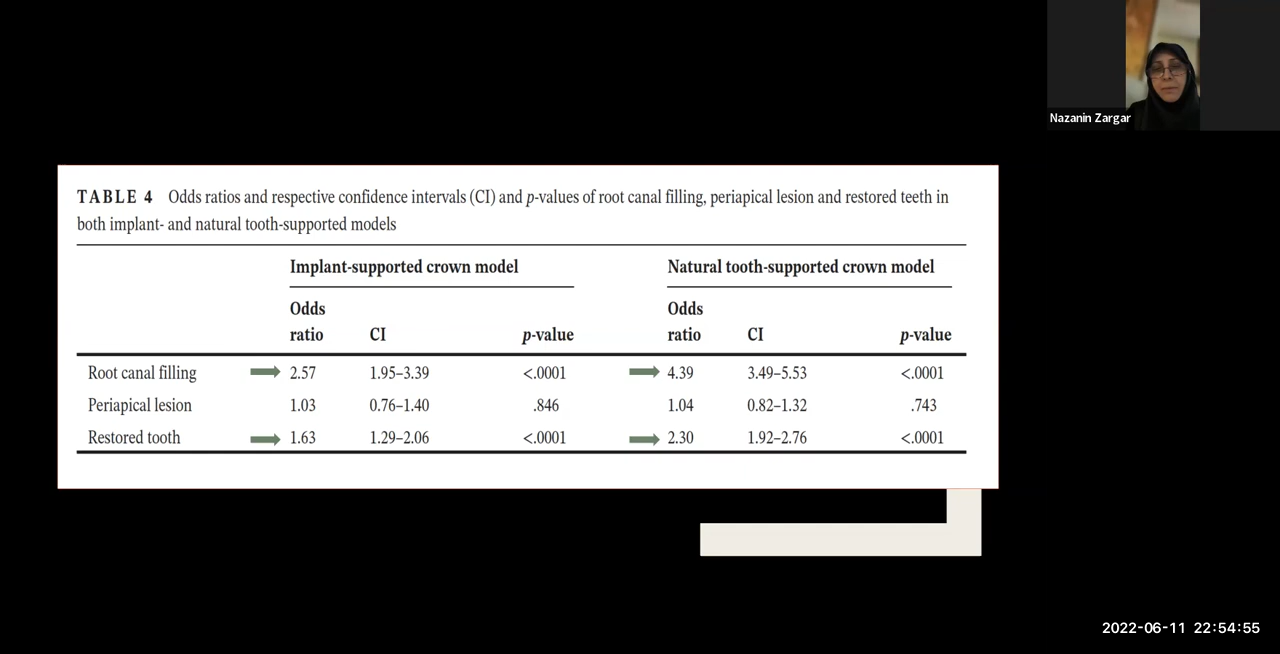 Nazanin Zargar
TABLE 4 Odds ratios and respective confidence intervals (CI) and p-values of root canal filling, periapical lesion and restored teeth in
both implant- and natural tooth-supported models
Implant-supported crown model Natural tooth-supported crown model
Odds Odds
ratio CI p-value ratio CI p-value
Root canal filling 2.57 1.95–3.39 <.0001 4.39 3.49–5.53 <.0001
Periapical lesion 1.03 0.76–1.40 .846 1.04 0.82–1.32 .743
Restored tooth 1.63 1.29–2.06 <.0001 2.30 1.92–2.76 <.0001
2022-06-11 22:54:55